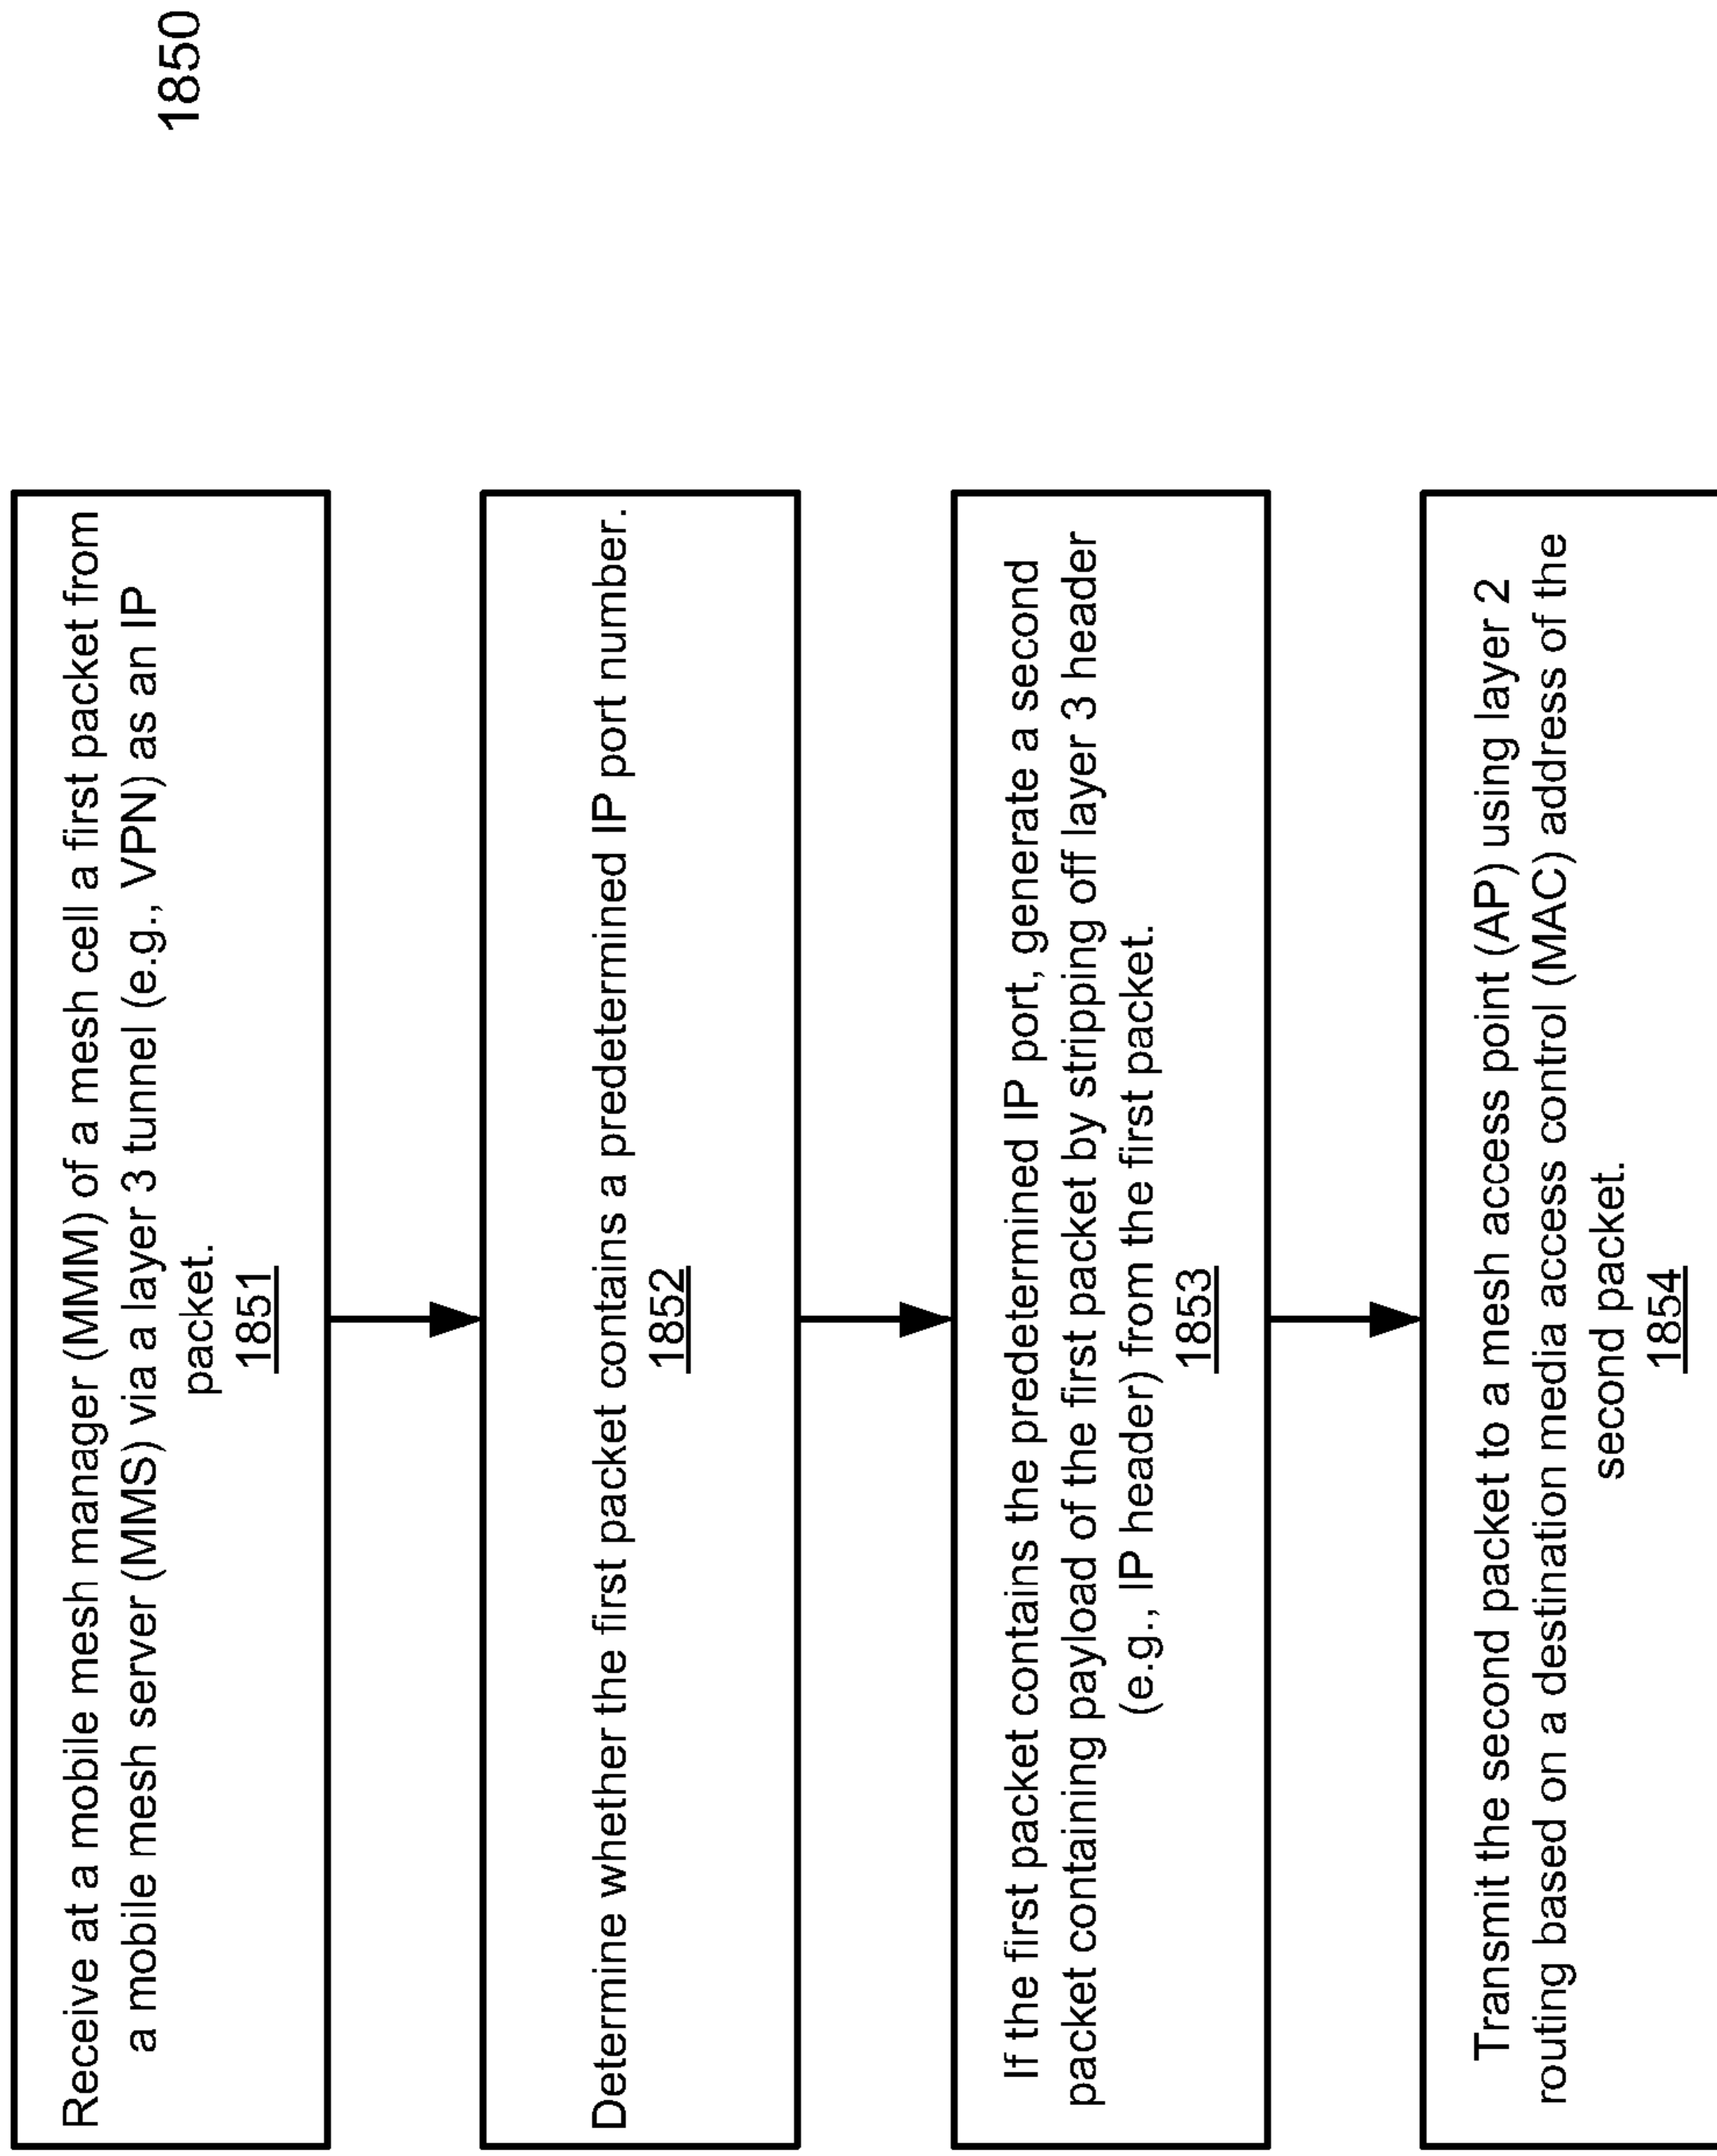 1850
Receive at a mobile mesh manager (MMM) of a mesh cell a first packet from
a mobile mesh server (MMS) via a layer 3 tunnel (e.g., VPN) as an IP
packet.
1851
Determine whether the first packet contains a predetermined IP port number.
1852
If the first packet contains the predetermined IP port, generate a second
packet containing payload of the first packet by stripping off layer 3 header
(e.g., IP header) from the first packet.
1853
Transmit the second packet to a mesh access point (AP) using layer 2
routing based on a destination media access control (MAC) address of the
second packet.
1854